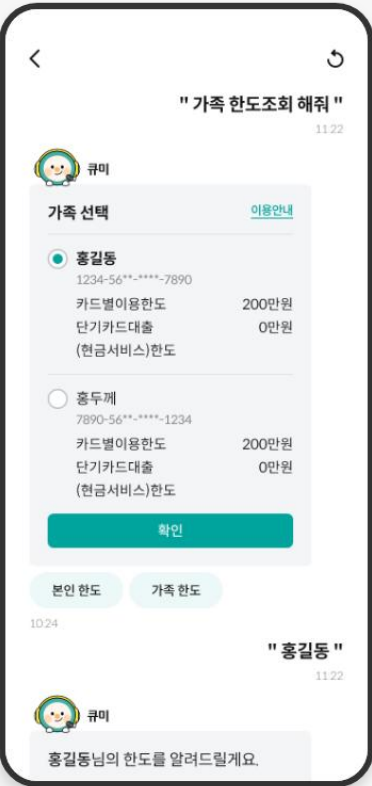 " 가족 한도조회 해줘 "
11:22
큐미
가족 선택 이용안내
홍길동
1234-56**-****-7890
카드별이용한도 200만원
단기카드대출 0만원
(현금서비스)한도
홍두께
7890-56**-****-1234
카드별이용한도 200만원
단기카드대출 0만원
(현금서비스)한도
확인
본인 한도 가족 한도
10:24
" 홍길동 "
11:22
큐미
홍길동님의 한도를 알려드릴게요.